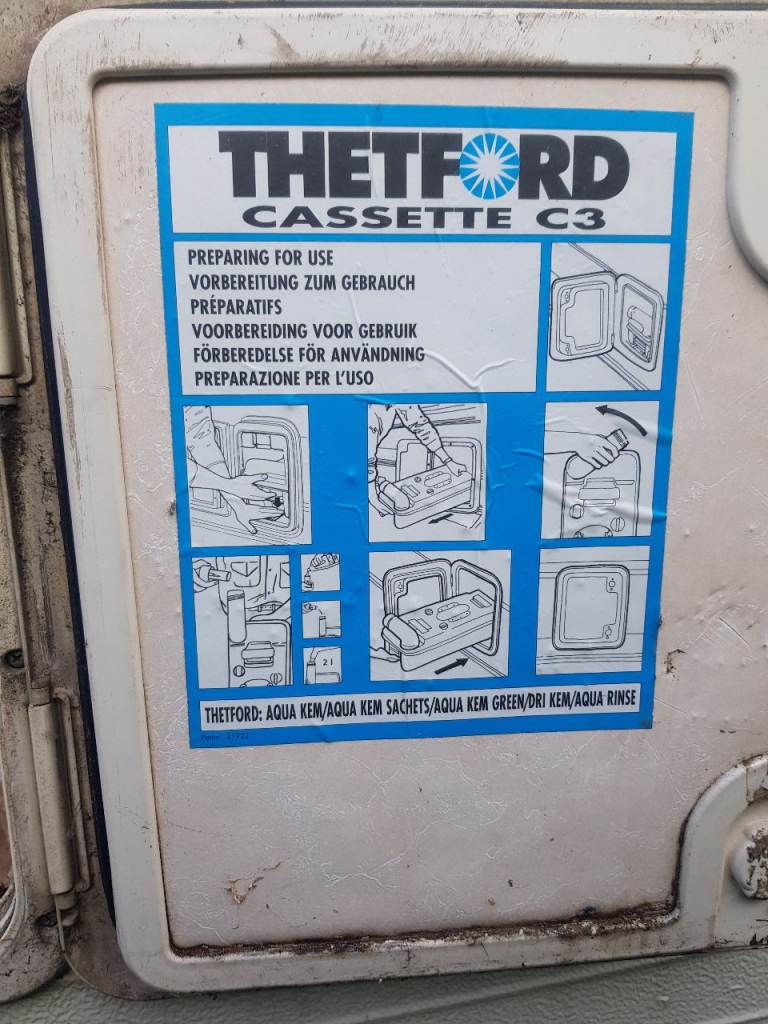 THETFORD
CASSETTE C3
PREPARING FOR USE
VORBEREITUNG ZUM GEBRAUCH
PRÉPARATIFS
VOORBEREIDING VOOR GEBRUIK
FÖRBEREDELSE FÖR ANVÄNDNING
PREPARAZIONE PER L'USO
2 l
THETFORD: AQUA KEM/AQUA KEM SACHETS/AQUA KEM GREEN/DRI KEM/AQUA RINSE